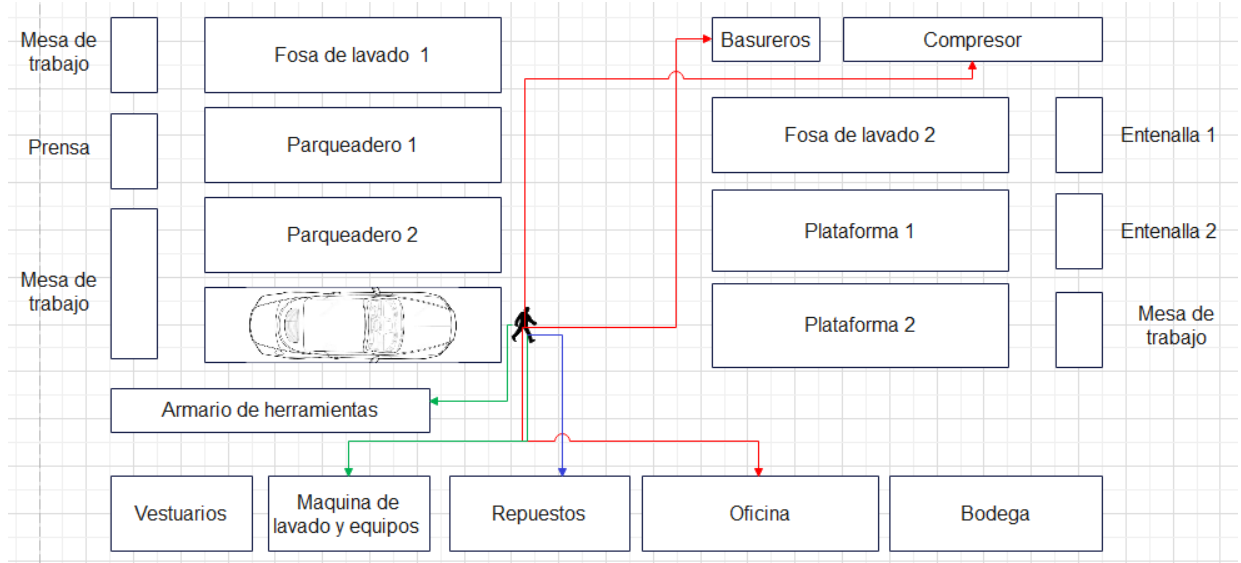 Mesa de
trabajo
Fosa de lavado 1
Basureros
Compresor
Prensa
Parqueadero 1
Fosa de lavado 2
Entenalla 1
Parqueadero 2
Plataforma 1
Entenalla 2
Mesa de
trabajo
Plataforma 2
Mesa de
trabajo
Armario de herramientas
Vestuarios
Maquina de
lavado y equipos
Repuestos
Oficina
Bodega